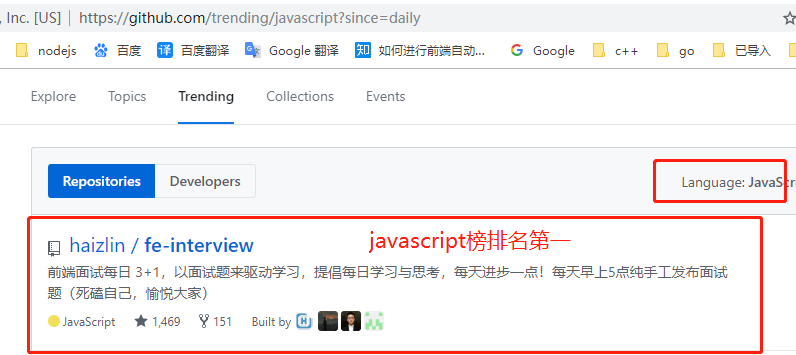 , Inc. [US] | https://github.com/trending/javascript?since=daily
nodejs 百度 译 百度翻译 Google 翻译 知 如何进行前端自动... G Google c++ go 已导入
Explore Topics Trending Collections Events
Repositories Developers Language: JavaScri
haizlin / fe-interview javascript榜排名第一
前端面试每日 3+1，以面试题来驱动学习，提倡每日学习与思考，每天进步一点！每天早上5点纯手工发布面试
题（死磕自己，愉悦大家）
JavaScript 1,469 151 Built by